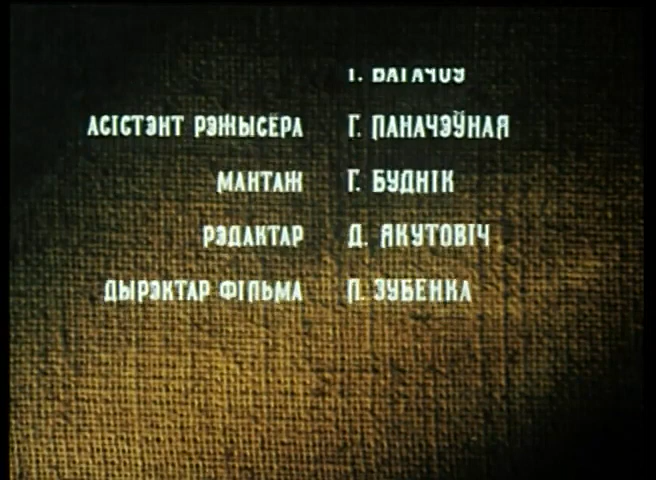 АСІСТЭНТ РЭЖЫСЕРА Г. ПАНАЧЭЎНАЯ
МАНТАЖ Г. БУДНІК
РЭДАКТАР Д. ЯКУТОВІЧ
ДЫРЭКТАР ФІЛЬМА Л. ЗУБЕНКА